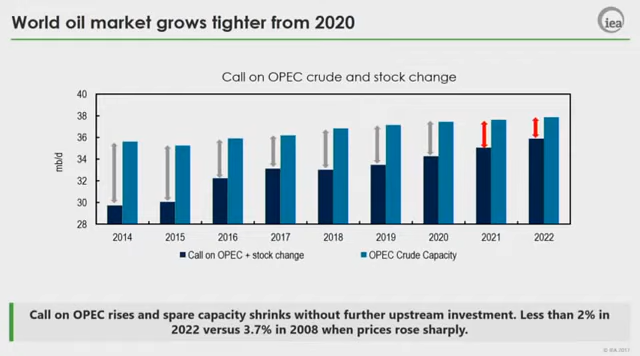 World oil market grows tighter from 2020
iea
Call on OPEC crude and stock change
40
38
36
34
32
30
28
mb/d
2014 2015 2016 2017 2018 2019 2020 2021 2022
Call on OPEC + stock change OPEC Crude Capacity
Call on OPEC rises and spare capacity shrinks without further upstream investment. Less than 2% in
2022 versus 3.7% in 2008 when prices rose sharply.
© IEA 2017